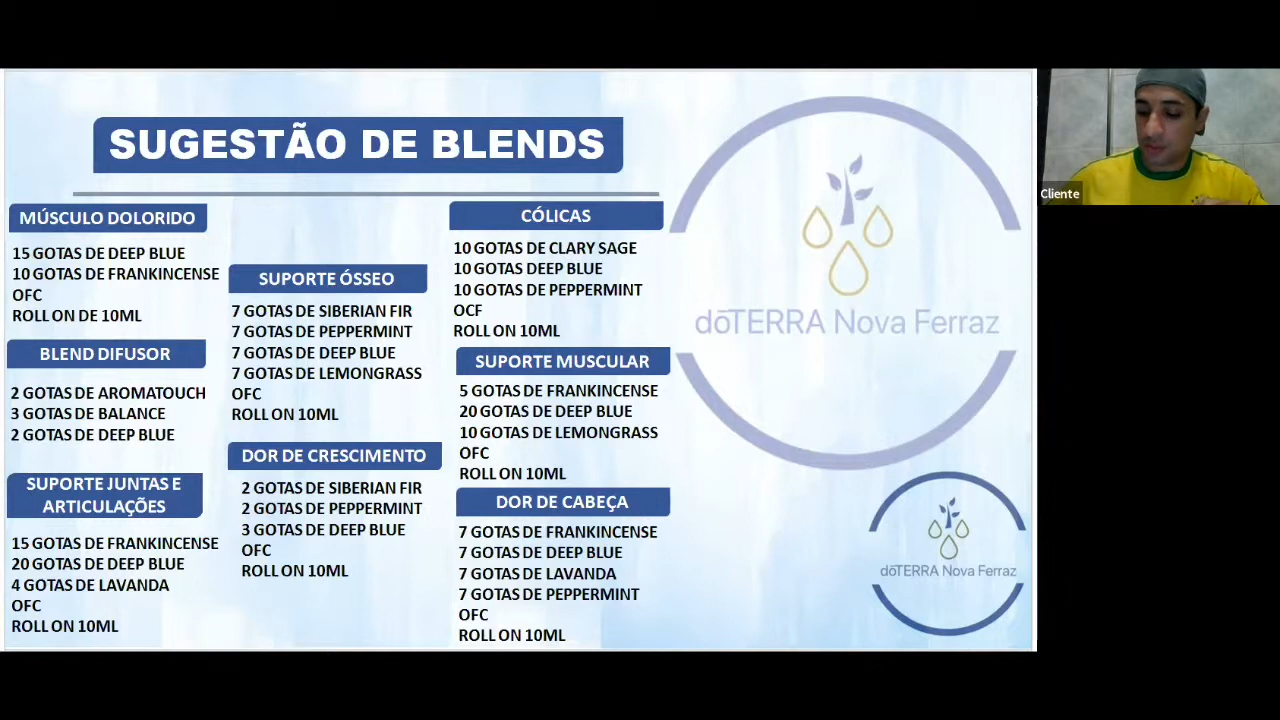 SUGESTÃO DE BLENDS
MÚSCULO DOLORIDO
15 GOTAS DE DEEP BLUE
10 GOTAS DE FRANKINCENSE
OFC
ROLL ON DE 10ML
BLEND DIFUSOR
2 GOTAS DE AROMATOUCH
3 GOTAS DE BALANCE
2 GOTAS DE DEEP BLUE
SUPORTE JUNTAS E
ARTICULAÇÕES
15 GOTAS DE FRANKINCENSE
20 GOTAS DE DEEP BLUE
4 GOTAS DE LAVANDA
OFC
ROLL ON 10ML
SUPORTE ÓSSEO
7 GOTAS DE SIBERIAN FIR
7 GOTAS DE PEPPERMINT
7 GOTAS DE DEEP BLUE
7 GOTAS DE LEMONGRASS
OFC
ROLL ON 10ML
DOR DE CRESCIMENTO
2 GOTAS DE SIBERIAN FIR
2 GOTAS DE PEPPERMINT
3 GOTAS DE DEEP BLUE
OFC
ROLL ON 10ML
CÓLICAS
10 GOTAS DE CLARY SAGE
10 GOTAS DEEP BLUE
10 GOTAS DE PEPPERMINT
OCF
ROLL ON 10ML
SUPORTE MUSCULAR
5 GOTAS DE FRANKINCENSE
20 GOTAS DE DEEP BLUE
10 GOTAS DE LEMONGRASS
OFC
ROLL ON 10ML
DOR DE CABEÇA
7 GOTAS DE FRANKINCENSE
7 GOTAS DE DEEP BLUE
7 GOTAS DE LAVANDA
7 GOTAS DE PEPPERMINT
OFC
ROLL ON 10ML
dōTERRA Nova Ferraz
dōTERRA Nova Ferraz
Cliente